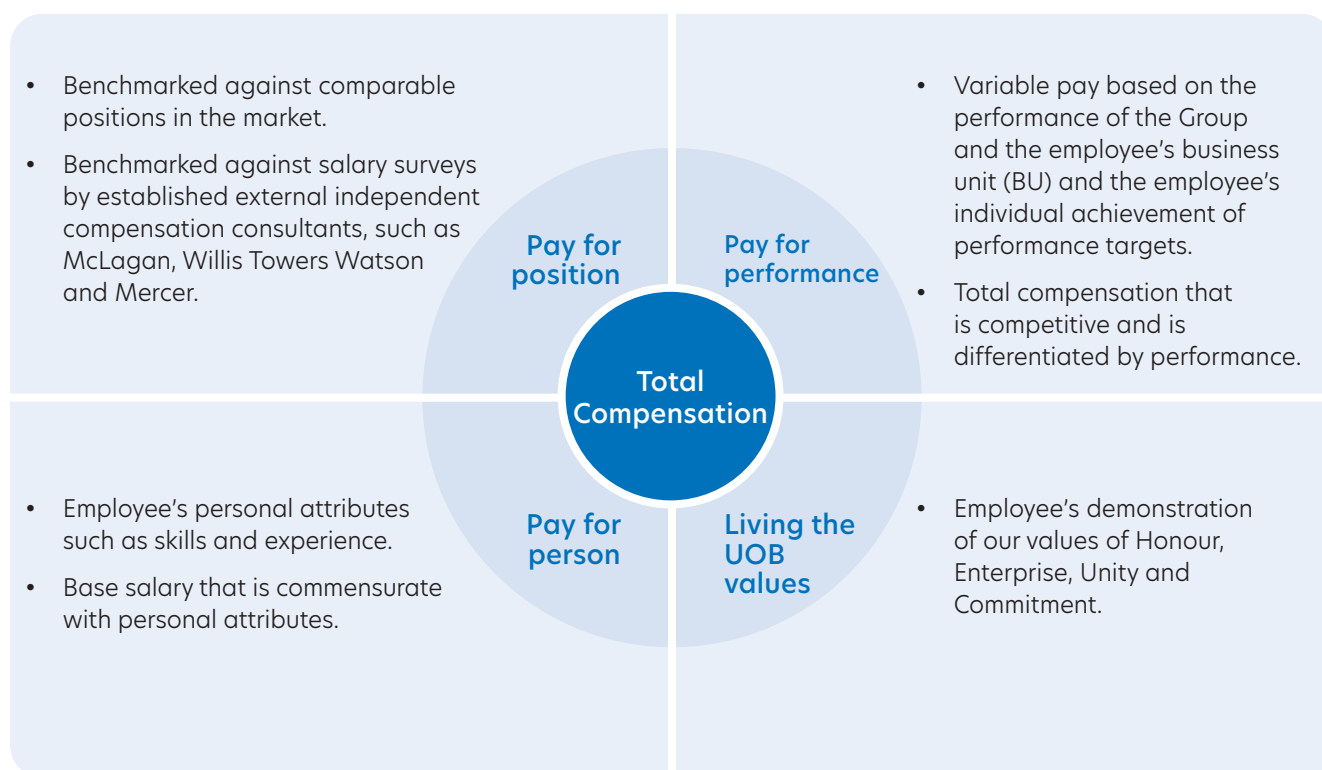 • Benchmarked against comparable
positions in the market.
• Benchmarked against salary surveys
by established external independent
compensation consultants, such as
McLagan, Willis Towers Watson
and Mercer.
Pay for
position
Pay for
performance
• Variable pay based on the
performance of the Group
and the employee’s business
unit (BU) and the employee’s
individual achievement of
performance targets.
• Total compensation that
is competitive and is
differentiated by performance.
Total
Compensation
• Employee’s personal attributes
such as skills and experience.
• Base salary that is commensurate
with personal attributes.
Pay for
person
Living the
UOB
values
• Employee’s demonstration
of our values of Honour,
Enterprise, Unity and
Commitment.